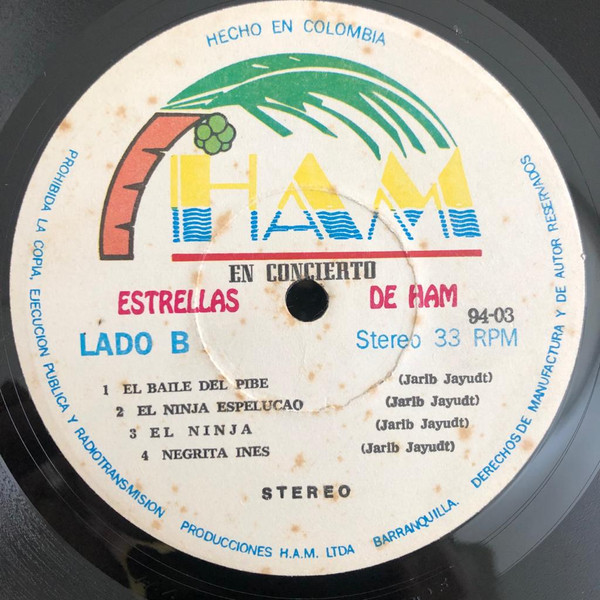 HECHO EN COLOMBIA
HAM
EN CONCIERTO
ESTRELLAS DE HAM
94-03
LADO B Stereo 33 RPM
1 EL BAILE DEL PIBE (Jarib Jayudt)
2 EL NINJA ESPELUCAO (Jarib Jayudt)
3 EL NINJA (Jarib Jayudt)
4 NEGRITA INES (Jarib Jayudt)
STEREO
PROHIBIDA LA COPIA, EJECUCION PUBLICA Y RADIOTRANSMISION
PRODUCCIONES H.A.M. LTDA BARRANQUILLA.
DERECHOS DE MANUFACTURA Y DE AUTOR RESERVADOS